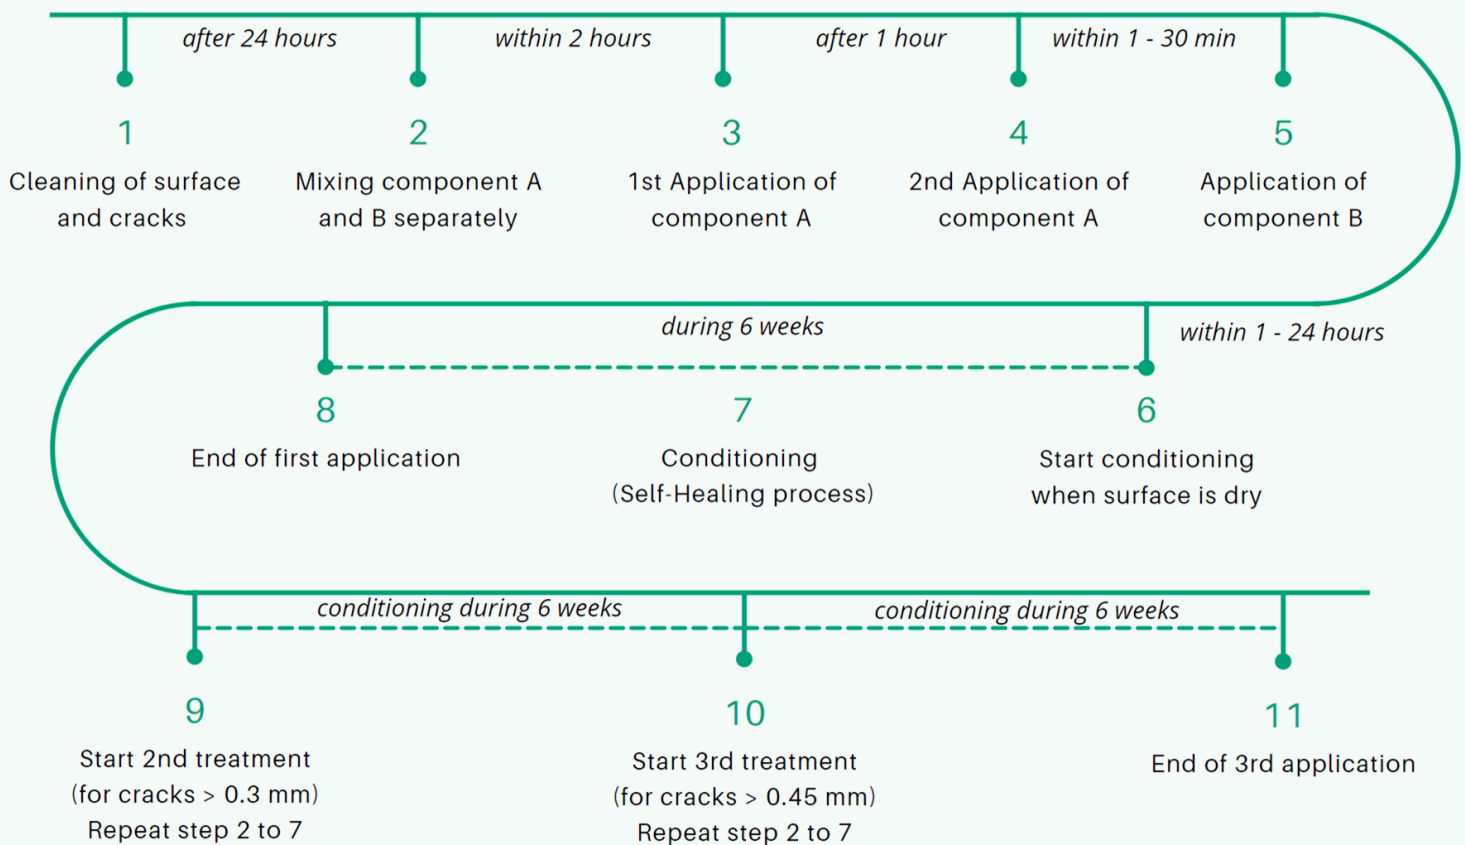 after 24 hours
within 2 hours
after 1 hour
within 1 - 30 min
1
2
3
4
5
Cleaning of surface
and cracks
Mixing component A
and B separately
1st Application of
component A
2nd Application of
component A
Application of
component B
within 1 - 24 hours
during 6 weeks
6
Start conditioning
when surface is dry
7
Conditioning
(Self-Healing process)
8
End of first application
conditioning during 6 weeks
conditioning during 6 weeks
9
Start 2nd treatment
(for cracks > 0.3 mm)
Repeat step 2 to 7
10
Start 3rd treatment
(for cracks > 0.45 mm)
Repeat step 2 to 7
11
End of 3rd application